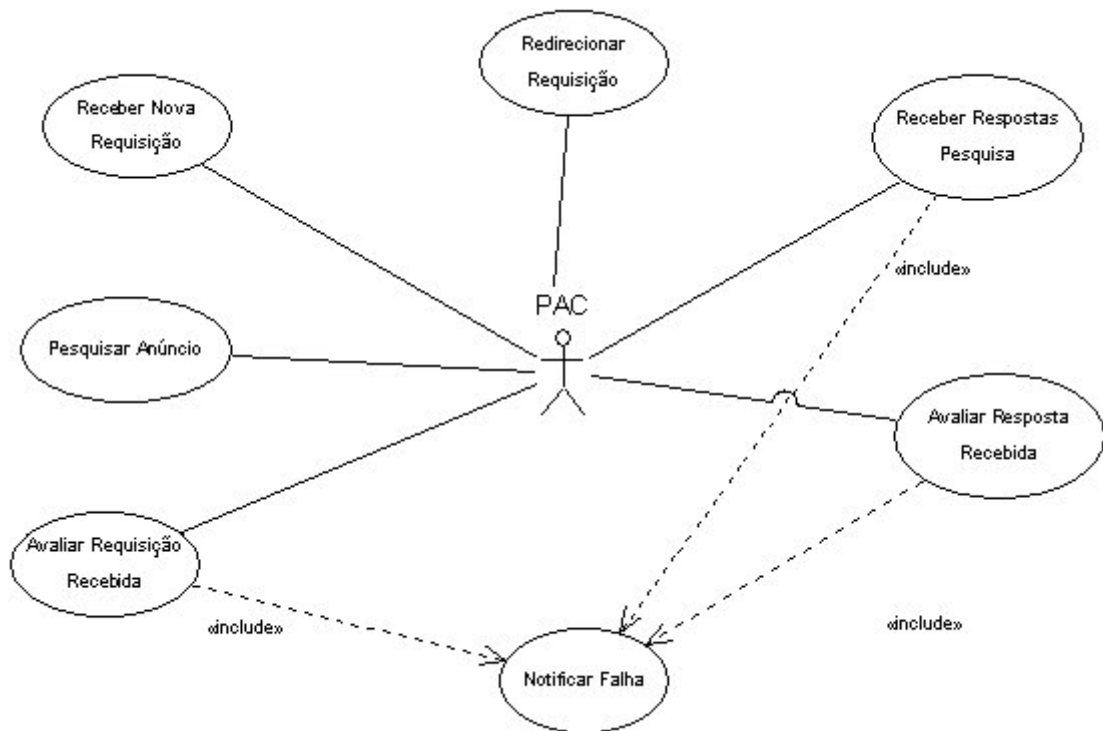 Redirecionar
Requisição
Receber Nova
Requisição
Receber Respostas
Pesquisa
«include»
PAC
Pesquisar Anúncio
Avaliar Resposta
Recebida
Avaliar Requisição
Recebida
«include»
«include»
Notificar Falha